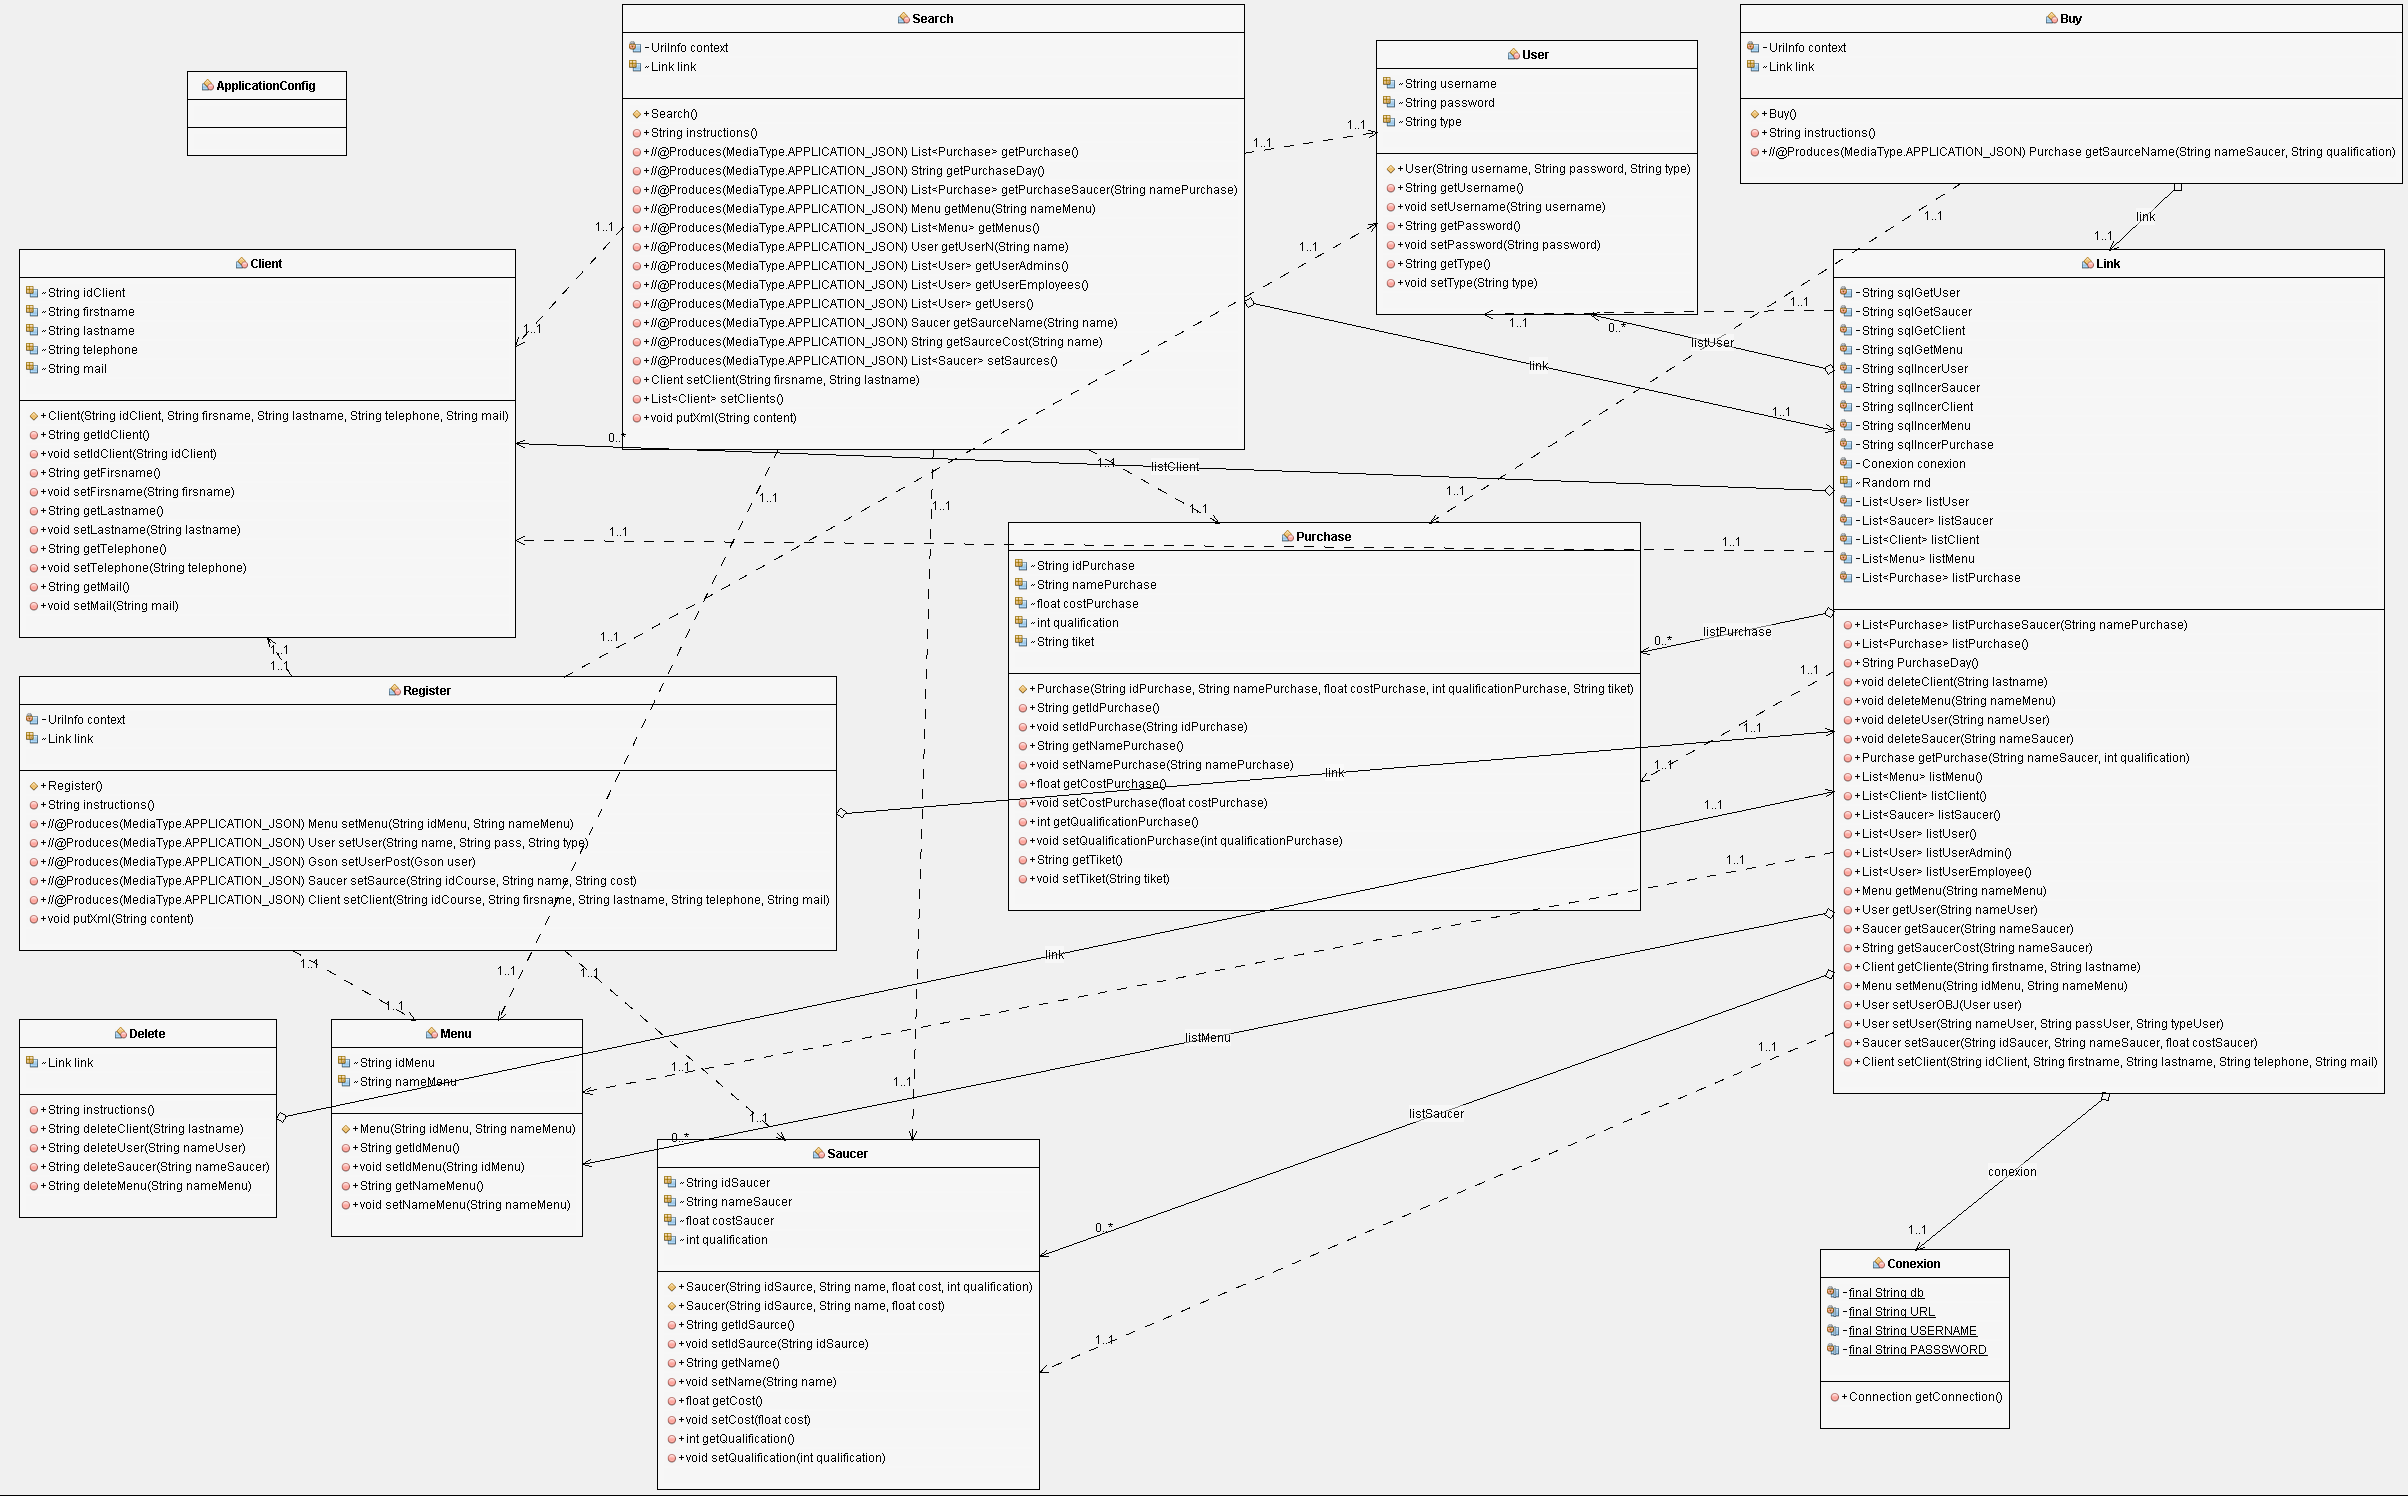 ApplicationConfig
Search
-UriInfo context
~Link link
+Search()
+String instructions()
+//@Produces(MediaType.APPLICATION_JSON) List<Purchase> getPurchase()
+//@Produces(MediaType.APPLICATION_JSON) String getPurchaseDay()
+//@Produces(MediaType.APPLICATION_JSON) List<Purchase> getPurchaseSaucer(String namePurchase)
+//@Produces(MediaType.APPLICATION_JSON) Menu getMenu(String nameMenu)
+//@Produces(MediaType.APPLICATION_JSON) List<Menu> getMenus()
+//@Produces(MediaType.APPLICATION_JSON) User getUserN(String name)
+//@Produces(MediaType.APPLICATION_JSON) List<User> getUserAdmins()
+//@Produces(MediaType.APPLICATION_JSON) List<User> getUserEmployees()
+//@Produces(MediaType.APPLICATION_JSON) List<User> getUsers()
+//@Produces(MediaType.APPLICATION_JSON) Saucer getSaurceName(String name)
+//@Produces(MediaType.APPLICATION_JSON) String getSaurceCost(String name)
+//@Produces(MediaType.APPLICATION_JSON) List<Saucer> setSaurces()
+Client setClient(String firsname, String lastname)
+List<Client> setClients()
+void putXml(String content)
User
~String username
~String password
~String type
+User(String username, String password, String type)
+String getUsername()
+void setUsername(String username)
+String getPassword()
+void setPassword(String password)
+String getType()
+void setType(String type)
Buy
-UriInfo context
~Link link
+Buy()
+String instructions()
+//@Produces(MediaType.APPLICATION_JSON) Purchase getSaurceName(String nameSaucer, String qualification)
1..1
1..1
1..1
1..1
1..1
1..1
link
1..1
Client
~String idClient
~String firstname
~String lastname
~String telephone
~String mail
+Client(String idClient, String firsname, String lastname, String telephone, String mail)
+String getIdClient()
+void setIdClient(String idClient)
+String getFirsname()
+void setFirsname(String firsname)
+String getLastname()
+void setLastname(String lastname)
+String getTelephone()
+void setTelephone(String telephone)
+String getMail()
+void setMail(String mail)
Link
-String sqlGetUser
-String sqlGetSaucer
-String sqlGetClient
-String sqlGetMenu
-String sqlIncerUser
-String sqlIncerSaucer
-String sqlIncerClient
-String sqlIncerMenu
-String sqlIncerPurchase
-Conexion conexion
~Random rnd
-List<User> listUser
-List<Saucer> listSaucer
-List<Client> listClient
-List<Menu> listMenu
-List<Purchase> listPurchase
+List<Purchase> listPurchaseSaucer(String namePurchase)
+List<Purchase> listPurchase()
+String PurchaseDay()
+void deleteClient(String lastname)
+void deleteMenu(String nameMenu)
+void deleteUser(String nameUser)
+void deleteSaucer(String nameSaucer)
+Purchase getPurchase(String nameSaucer, int qualification)
+List<Menu> listMenu()
+List<Client> listClient()
+List<Saucer> listSaucer()
+List<User> listUser()
+List<User> listUserAdmin()
+List<User> listUserEmployee()
+Menu getMenu(String nameMenu)
+User getUser(String nameUser)
+Saucer getSaucer(String nameSaucer)
+String getSaucerCost(String nameSaucer)
+Client getCliente(String firstname, String lastname)
+Menu setMenu(String idMenu, String nameMenu)
+User setUserOBJ(User user)
+User setUser(String nameUser, String passUser, String typeUser)
+Saucer setSaucer(String idSaucer, String nameSaucer, float costSaucer)
+Client setClient(String idClient, String firstname, String lastname, String telephone, String mail)
1..1
1..1
1..1
0..*
listUser
link
1..1
0..*
listClient
1..1
1..1
1..1
1..1
1..1
1..1
1..1
Purchase
~String idPurchase
~String namePurchase
~float costPurchase
~int qualification
~String tiket
+Purchase(String idPurchase, String namePurchase, float costPurchase, int qualificationPurchase, String tiket)
+String getIdPurchase()
+void setIdPurchase(String idPurchase)
+String getNamePurchase()
+void setNamePurchase(String namePurchase)
+float getCostPurchase()
+void setCostPurchase(float costPurchase)
+int getQualificationPurchase()
+void setQualificationPurchase(int qualificationPurchase)
+String getTiket()
+void setTiket(String tiket)
listPurchase
0..*
1..1
1..1
1..1
1..1
1..1
1..1
link
1..1
1..1
Register
-UriInfo context
~Link link
+Register()
+String instructions()
+//@Produces(MediaType.APPLICATION_JSON) Menu setMenu(String idMenu, String nameMenu)
+//@Produces(MediaType.APPLICATION_JSON) User setUser(String name, String pass, String type)
+//@Produces(MediaType.APPLICATION_JSON) Gson setUserPost(Gson user)
+//@Produces(MediaType.APPLICATION_JSON) Saucer setSaurce(String idCourse, String name, String cost)
+//@Produces(MediaType.APPLICATION_JSON) Client setClient(String idCourse, String firsname, String lastname, String telephone, String mail)
+void putXml(String content)
1..1
1..1
1..1
1..1
link
listMenu
1..1
1..1
1..1
1..1
0..*
listSaucer
1..1
0..*
1..1
conexion
1..1
Delete
~Link link
+String instructions()
+String deleteClient(String lastname)
+String deleteUser(String nameUser)
+String deleteSaucer(String nameSaucer)
+String deleteMenu(String nameMenu)
Menu
~String idMenu
~String nameMenu
+Menu(String idMenu, String nameMenu)
+String getIdMenu()
+void setIdMenu(String idMenu)
+String getNameMenu()
+void setNameMenu(String nameMenu)
Saucer
~String idSaucer
~String nameSaucer
~float costSaucer
~int qualification
+Saucer(String idSaurce, String name, float cost, int qualification)
+Saucer(String idSaurce, String name, float cost)
+String getIdSaurce()
+void setIdSaurce(String idSaurce)
+String getName()
+void setName(String name)
+float getCost()
+void setCost(float cost)
+int getQualification()
+void setQualification(int qualification)
Conexion
-final String db
-final String URL
-final String USERNAME
-final String PASSSWORD
+Connection getConnection()